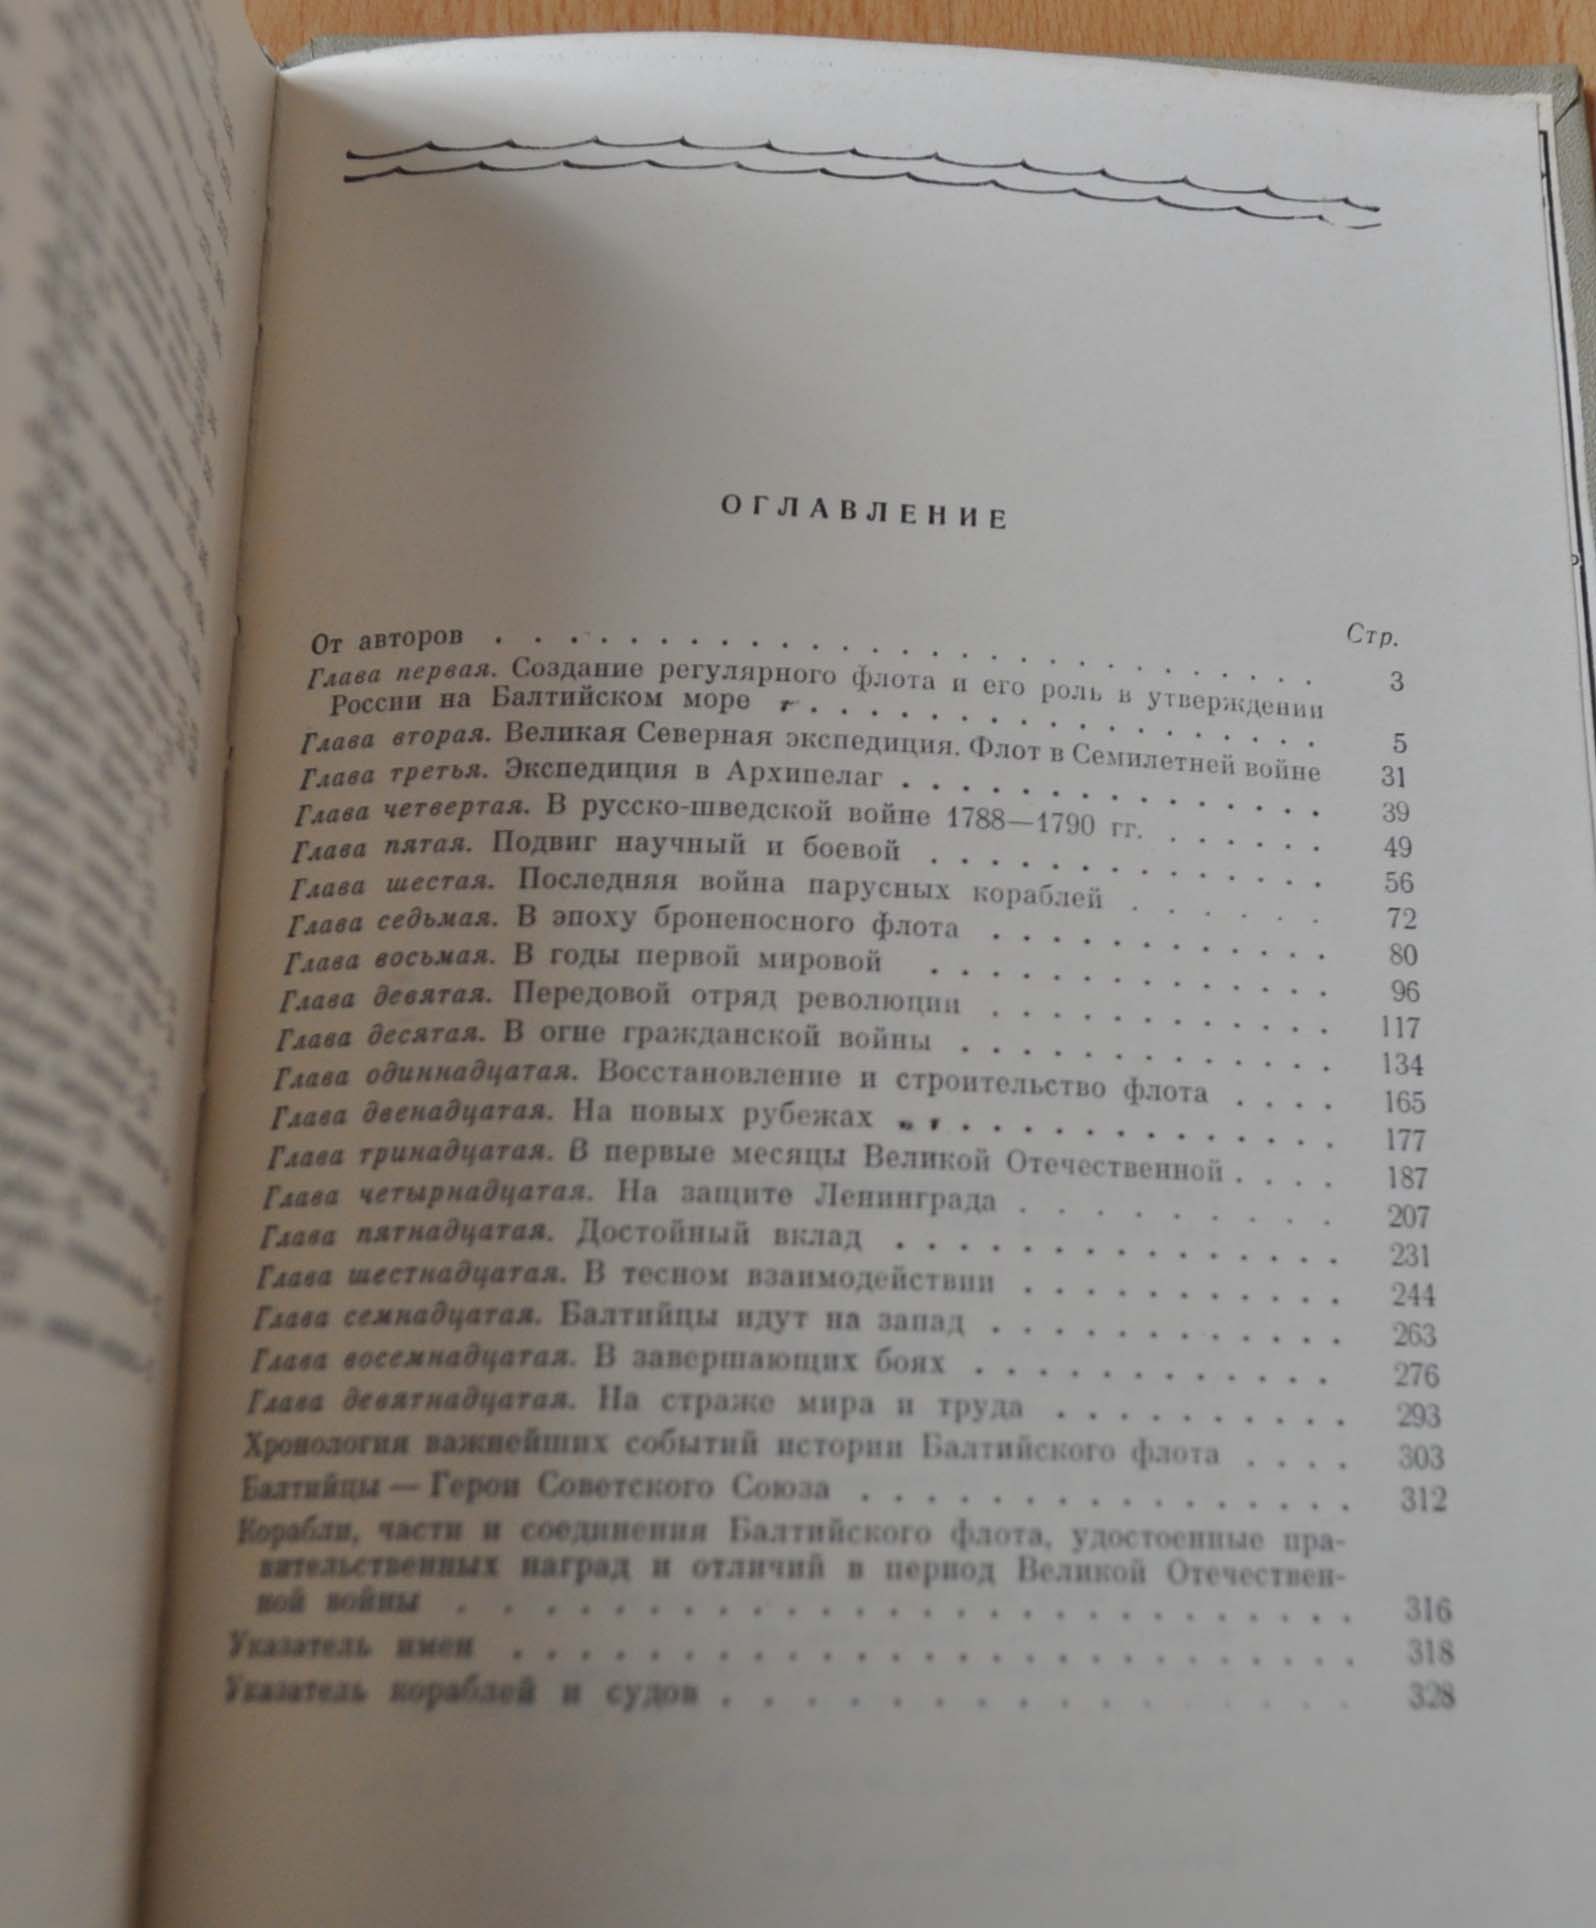 ОГЛАВЛЕНИЕ
Стр.
От авторов . . . . . . . . . . . . . . . . . . . . 3
Глава первая. Создание регулярного флота и его роль в утверждении
России на Балтийском море . . . . . . . . . . . . . 5
Глава вторая. Великая Северная экспедиция. Флот в Семилетней войне 31
Глава третья. Экспедиция в Архипелаг . . . . . . . . . . . . . . 39
Глава четвертая. В русско-шведской войне 1788—1790 гг. . . . . . . 49
Глава пятая. Подвиг научный и боевой . . . . . . . . . . . . . 56
Глава шестая. Последняя война парусных кораблей . . . . . . 72
Глава седьмая. В эпоху броненосного флота . . . . . . . . . . . 80
Глава восьмая. В годы первой мировой . . . . . . . . . . . . . 96
Глава девятая. Передовой отряд революции . . . . . . . . . . . 117
Глава десятая. В огне гражданской войны . . . . . . . . . . . . 134
Глава одиннадцатая. Восстановление и строительство флота . . . . 165
Глава двенадцатая. На новых рубежах . . . . . . . . . . . . . . 177
Глава тринадцатая. В первые месяцы Великой Отечественной . . . . 187
Глава четырнадцатая. На защите Ленинграда . . . . . . . . . 207
Глава пятнадцатая. Достойный вклад . . . . . . . . . . . . . . 231
Глава шестнадцатая. В тесном взаимодействии . . . . . . . . . . . 244
Глава семнадцатая. Балтийцы идут на запад . . . . . . . . . . . . 263
Глава восемнадцатая. В завершающих боях . . . . . . . . . . . . 276
Глава девятнадцатая. На страже мира и труда . . . . . . . . . . 293
Хронология важнейших событий истории Балтийского флота . . . . 303
Балтийцы — Герои Советского Союза . . . . . . . . . . . . . . . . 312
Корабли, части и соединения Балтийского флота, удостоенные пра-
вительственных наград и отличий в период Великой Отечествен-
ной войны . . . . . . . . . . . . . . . . . . . . . 316
Указатель имен . . . . . . . . . . . . . . . . . . . . . 318
Указатель кораблей и судов . . . . . . . . . . . . . . . 328